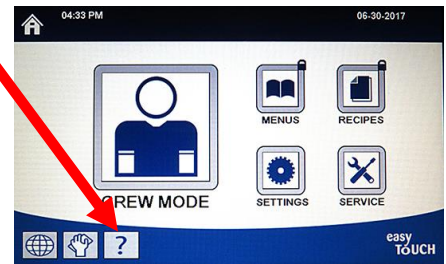 04:33 PM
06-30-2017
MENUS
RECIPES
CREW MODE
SETTINGS
SERVICE
?
easy
TOUCH